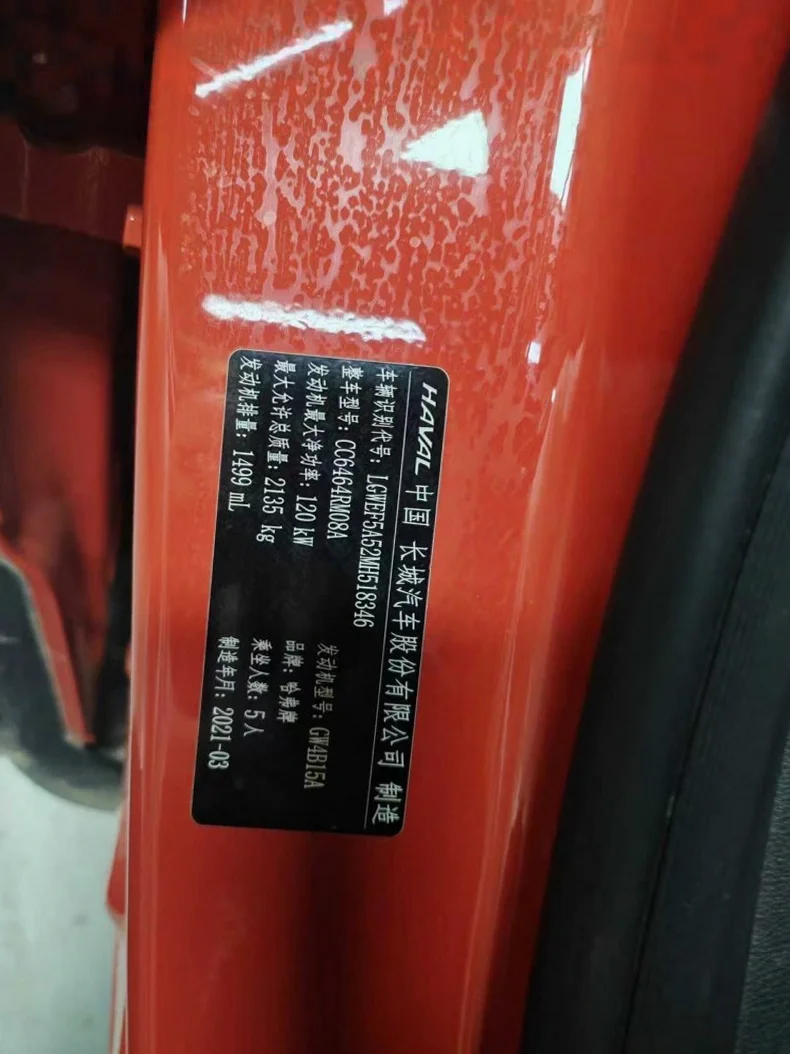 HAVAL 中国 长城汽车股份有限公司 制造
车辆识别代号: LGWEF5A52MH518346
整车型号: CC6464RM08A 发动机型号: GW4B15A
发动机最大净功率: 120 kW 品牌: 哈弗牌
最大允许总质量: 2135 kg 乘坐人数: 5 人
发动机排量: 1499 mL 制造年月: 2021-03